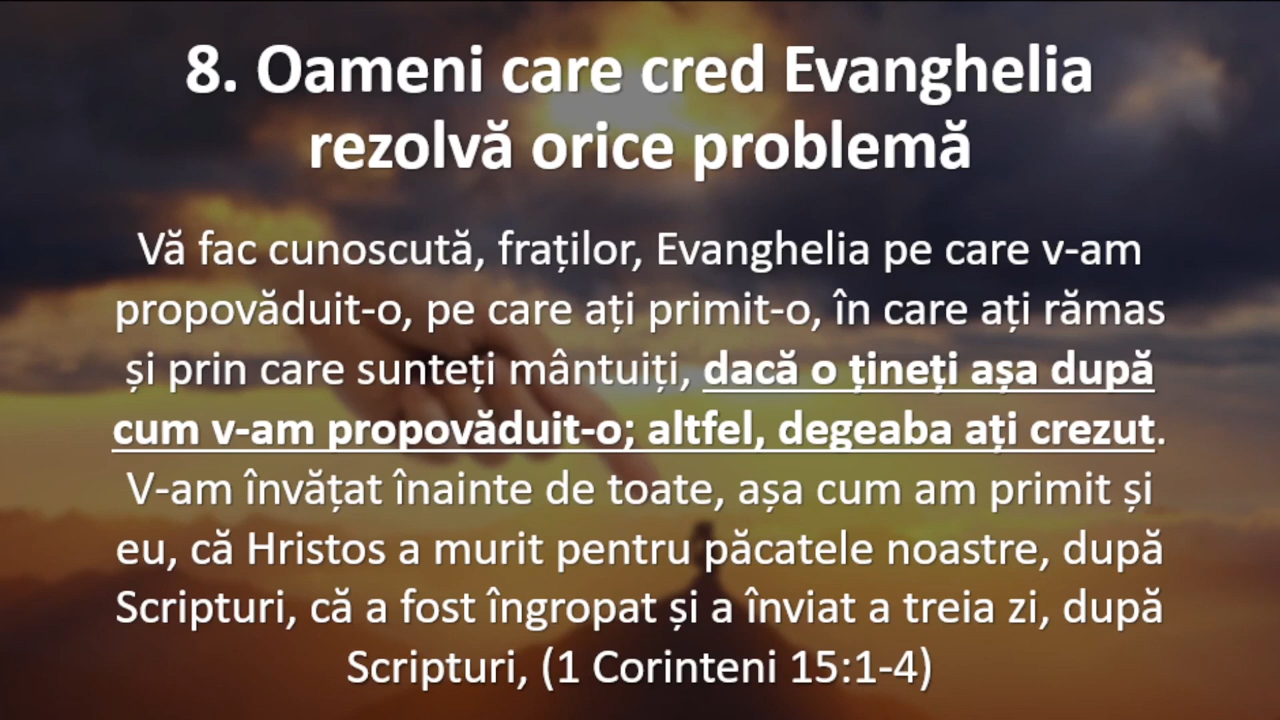 8. Oameni care cred Evanghelia
rezolvă orice problemă
Vă fac cunoscută, fraților, Evanghelia pe care v-am
propovăduit-o, pe care ați primit-o, în care ați rămas
și prin care sunteți mântuiți, dacă o țineți așa după
cum v-am propovăduit-o; altfel, degeaba ați crezut.
V-am învățat înainte de toate, așa cum am primit și
eu, că Hristos a murit pentru păcatele noastre, după
Scripturi, că a fost îngropat și a înviat a treia zi, după
Scripturi, (1 Corinteni 15:1-4)